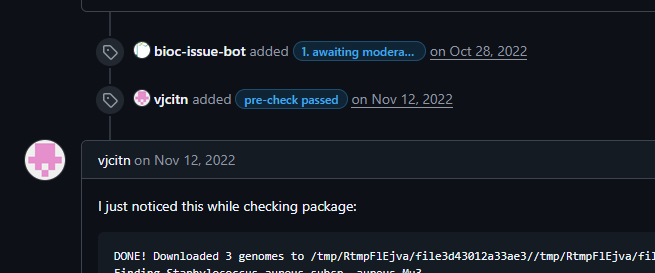 bioc-issue-bot added 1. awaiting modera... on Oct 28, 2022
vjcitn added pre-check passed on Nov 12, 2022
vjcitn on Nov 12, 2022
I just noticed this while checking package:
DONE! Downloaded 3 genomes to /tmp/RtmpFlEjva/file3d43012a33ae3//tmp/RtmpFlEjva/fil
Finding Staphylococcus aureus subsp. aureus Mu3